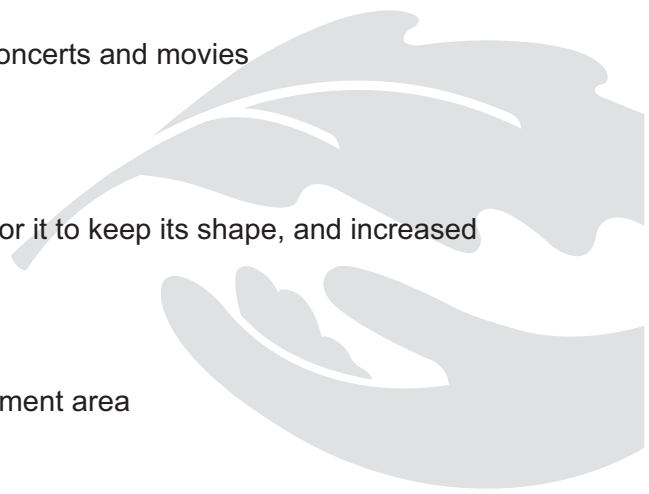 oncerts and movies
or it to keep its shape, and increased
ment area